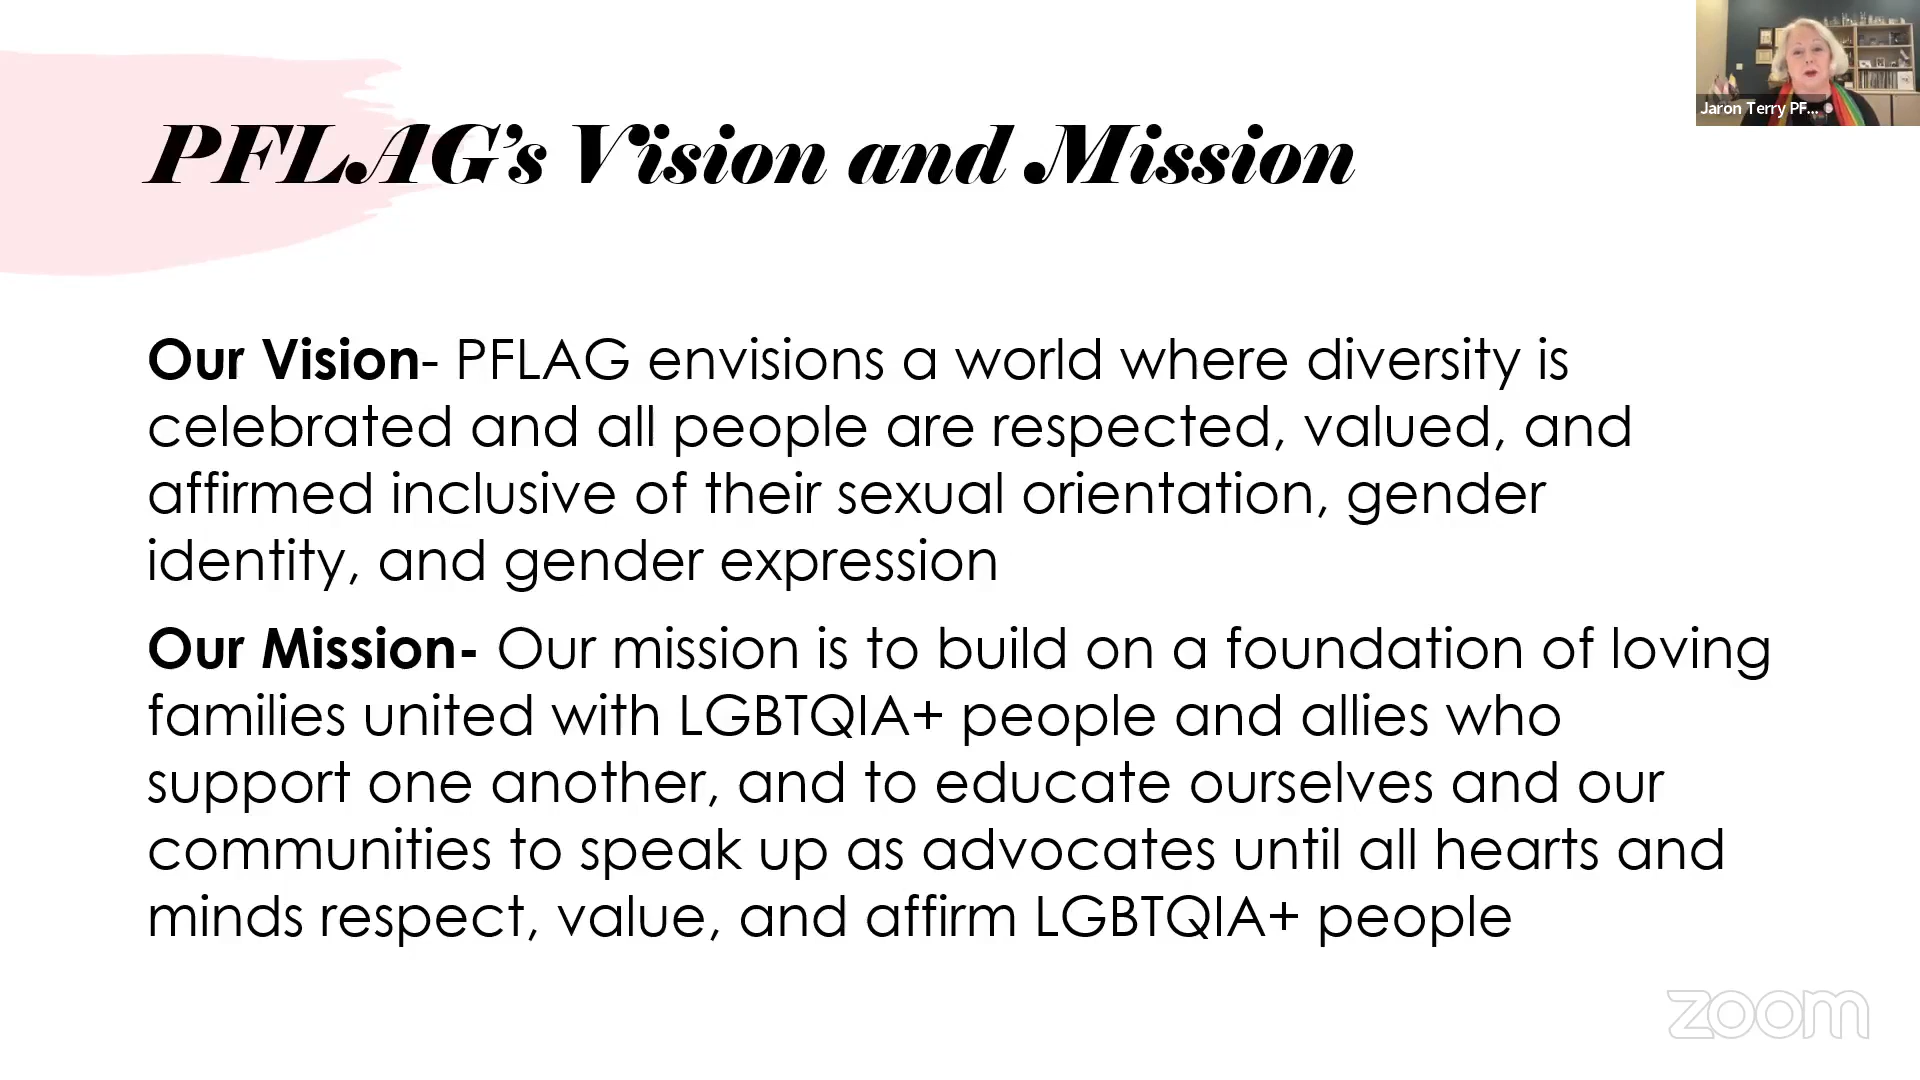 Jaron Terry PF...
PFLAG's Vision and Mission
Our Vision- PFLAG envisions a world where diversity is
celebrated and all people are respected, valued, and
affirmed inclusive of their sexual orientation, gender
identity, and gender expression
Our Mission- Our mission is to build on a foundation of loving
families united with LGBTQIA+ people and allies who
support one another, and to educate ourselves and our
communities to speak up as advocates until all hearts and
minds respect, value, and affirm LGBTQIA+ people
zoom